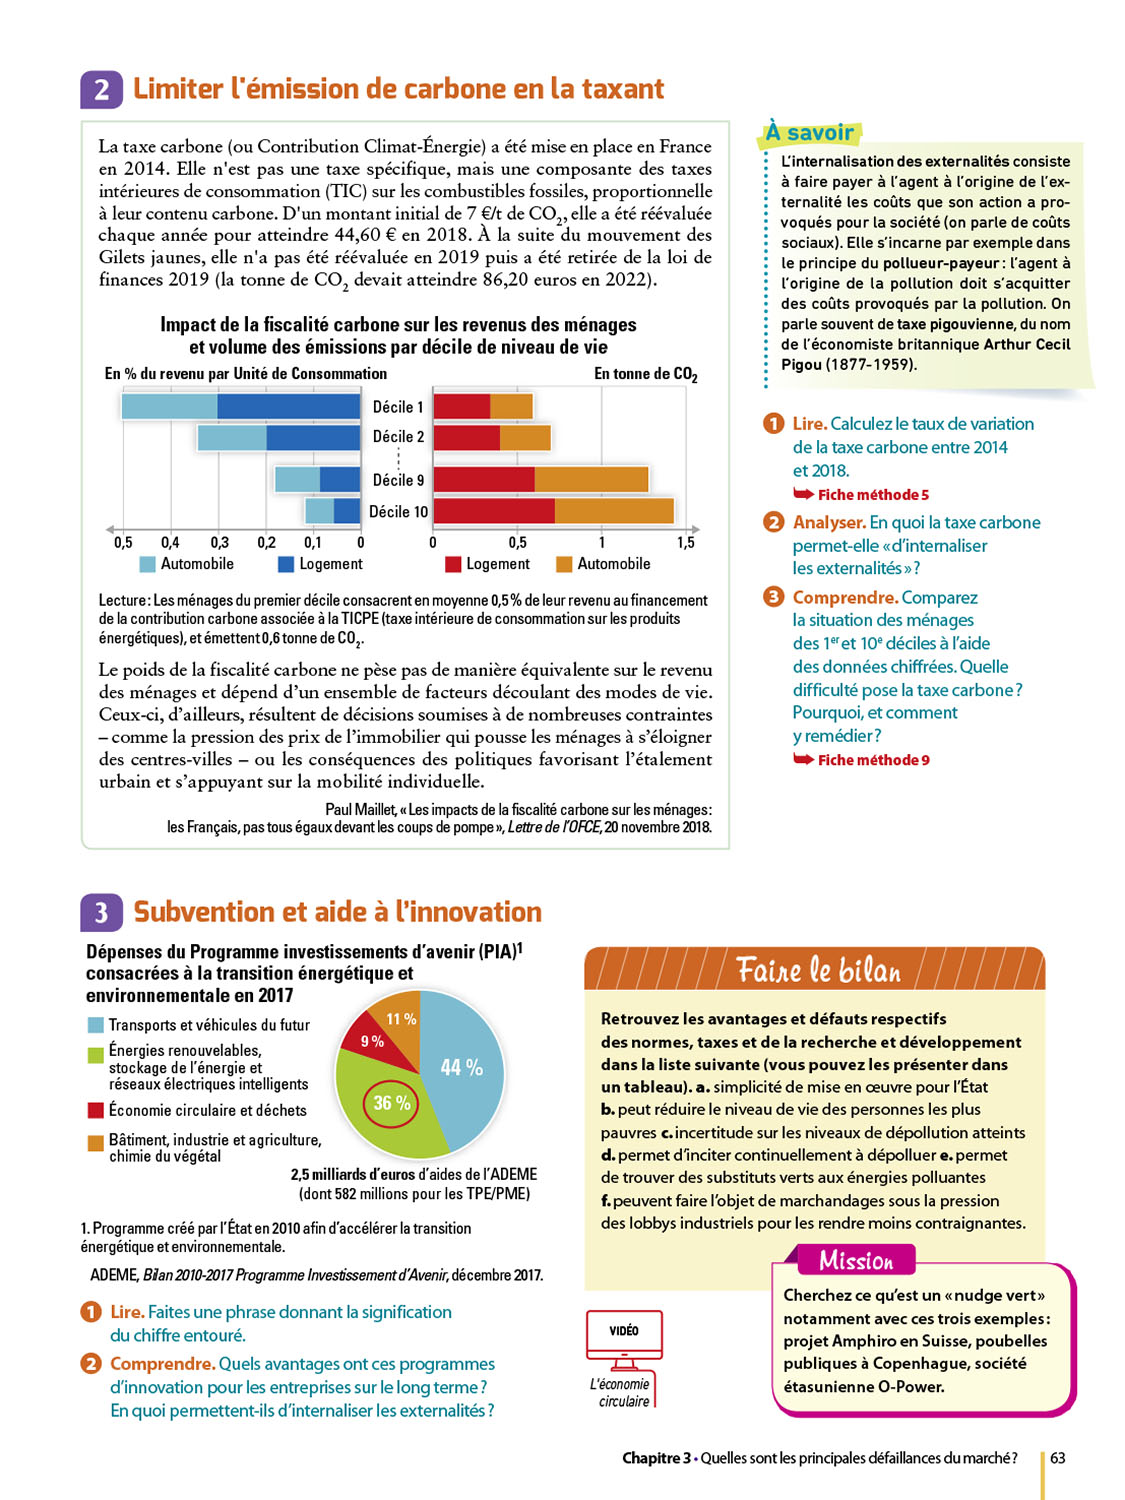 2 Limiter l'émission de carbone en la taxant
La taxe carbone (ou Contribution Climat-Énergie) a été mise en place en France
en 2014. Elle n'est pas une taxe spécifique, mais une composante des taxes
intérieures de consommation (TIC) sur les combustibles fossiles, proportionnelle
à leur contenu carbone. D'un montant initial de 7 €/t de CO2, elle a été réévaluée
chaque année pour atteindre 44,60 € en 2018. À la suite du mouvement des
Gilets jaunes, elle n'a pas été réévaluée en 2019 puis a été retirée de la loi de
finances 2019 (la tonne de CO2 devait atteindre 86,20 euros en 2022).
Impact de la fiscalité carbone sur les revenus des ménages
et volume des émissions par décile de niveau de vie
En % du revenu par Unité de Consommation
En tonne de CO2
Décile 1
Décile 2
Décile 9
Décile 10
0,5 0,4 0,3 0,2 0,1 0
0 0,5 1 1,5
Automobile Logement
Logement Automobile
Lecture : Les ménages du premier décile consacrent en moyenne 0,5 % de leur revenu au financement
de la contribution carbone associée à la TICPE (taxe intérieure de consommation sur les produits
énergétiques), et émettent 0,6 tonne de CO2.
Le poids de la fiscalité carbone ne pèse pas de manière équivalente sur le revenu
des ménages et dépend d'un ensemble de facteurs découlant des modes de vie.
Ceux-ci, d'ailleurs, résultent de décisions soumises à de nombreuses contraintes
– comme la pression des prix de l'immobilier qui pousse les ménages à s'éloigner
des centres-villes – ou les conséquences des politiques favorisant l'étalement
urbain et s'appuyant sur la mobilité individuelle.
Paul Maillet, « Les impacts de la fiscalité carbone sur les ménages :
les Français, pas tous égaux devant les coups de pompe », Lettre de l'OFCE, 20 novembre 2018.
À savoir
L'internalisation des externalités consiste
à faire payer à l'agent à l'origine de l'ex-
ternalité les coûts que son action a pro-
voqués pour la société (on parle de coûts
sociaux). Elle s'incarne par exemple dans
le principe du pollueur-payeur : l'agent à
l'origine de la pollution doit s'acquitter
des coûts provoqués par la pollution. On
parle souvent de taxe pigouvienne, du nom
de l'économiste britannique Arthur Cecil
Pigou (1877-1959).
1 Lire. Calculez le taux de variation
de la taxe carbone entre 2014
et 2018.
Fiche méthode 5
2 Analyser. En quoi la taxe carbone
permet-elle « d'internaliser
les externalités » ?
3 Comprendre. Comparez
la situation des ménages
des 1er et 10e déciles à l'aide
des données chiffrées. Quelle
difficulté pose la taxe carbone ?
Pourquoi, et comment
y remédier ?
Fiche méthode 9
3 Subvention et aide à l'innovation
Dépenses du Programme investissements d'avenir (PIA)1
consacrées à la transition énergétique et
environnementale en 2017
Transports et véhicules du futur
Énergies renouvelables,
stockage de l'énergie et
réseaux électriques intelligents
Économie circulaire et déchets
Bâtiment, industrie et agriculture,
chimie du végétal
11 %
9 %
44 %
36 %
2,5 milliards d'euros d'aides de l'ADEME
(dont 582 millions pour les TPE/PME)
1. Programme créé par l'État en 2010 afin d'accélérer la transition
énergétique et environnementale.
ADEME, Bilan 2010-2017 Programme Investissement d'Avenir, décembre 2017.
1 Lire. Faites une phrase donnant la signification
du chiffre entouré.
2 Comprendre. Quels avantages ont ces programmes
d'innovation pour les entreprises sur le long terme ?
En quoi permettent-ils d'internaliser les externalités ?
Faire le bilan
Retrouvez les avantages et défauts respectifs
des normes, taxes et de la recherche et développement
dans la liste suivante (vous pouvez les présenter dans
un tableau). a. simplicité de mise en œuvre pour l'État
b. peut réduire le niveau de vie des personnes les plus
pauvres c. incertitude sur les niveaux de dépollution atteints
d. permet d'inciter continuellement à dépolluer e. permet
de trouver des substituts verts aux énergies polluantes
f. peuvent faire l'objet de marchandages sous la pression
des lobbys industriels pour les rendre moins contraignantes.
Mission
Cherchez ce qu'est un « nudge vert »
notamment avec ces trois exemples :
projet Amphiro en Suisse, poubelles
publiques à Copenhague, société
étasunienne O-Power.
VIDÉO
L'économie
circulaire
Chapitre 3 • Quelles sont les principales défaillances du marché ? 63